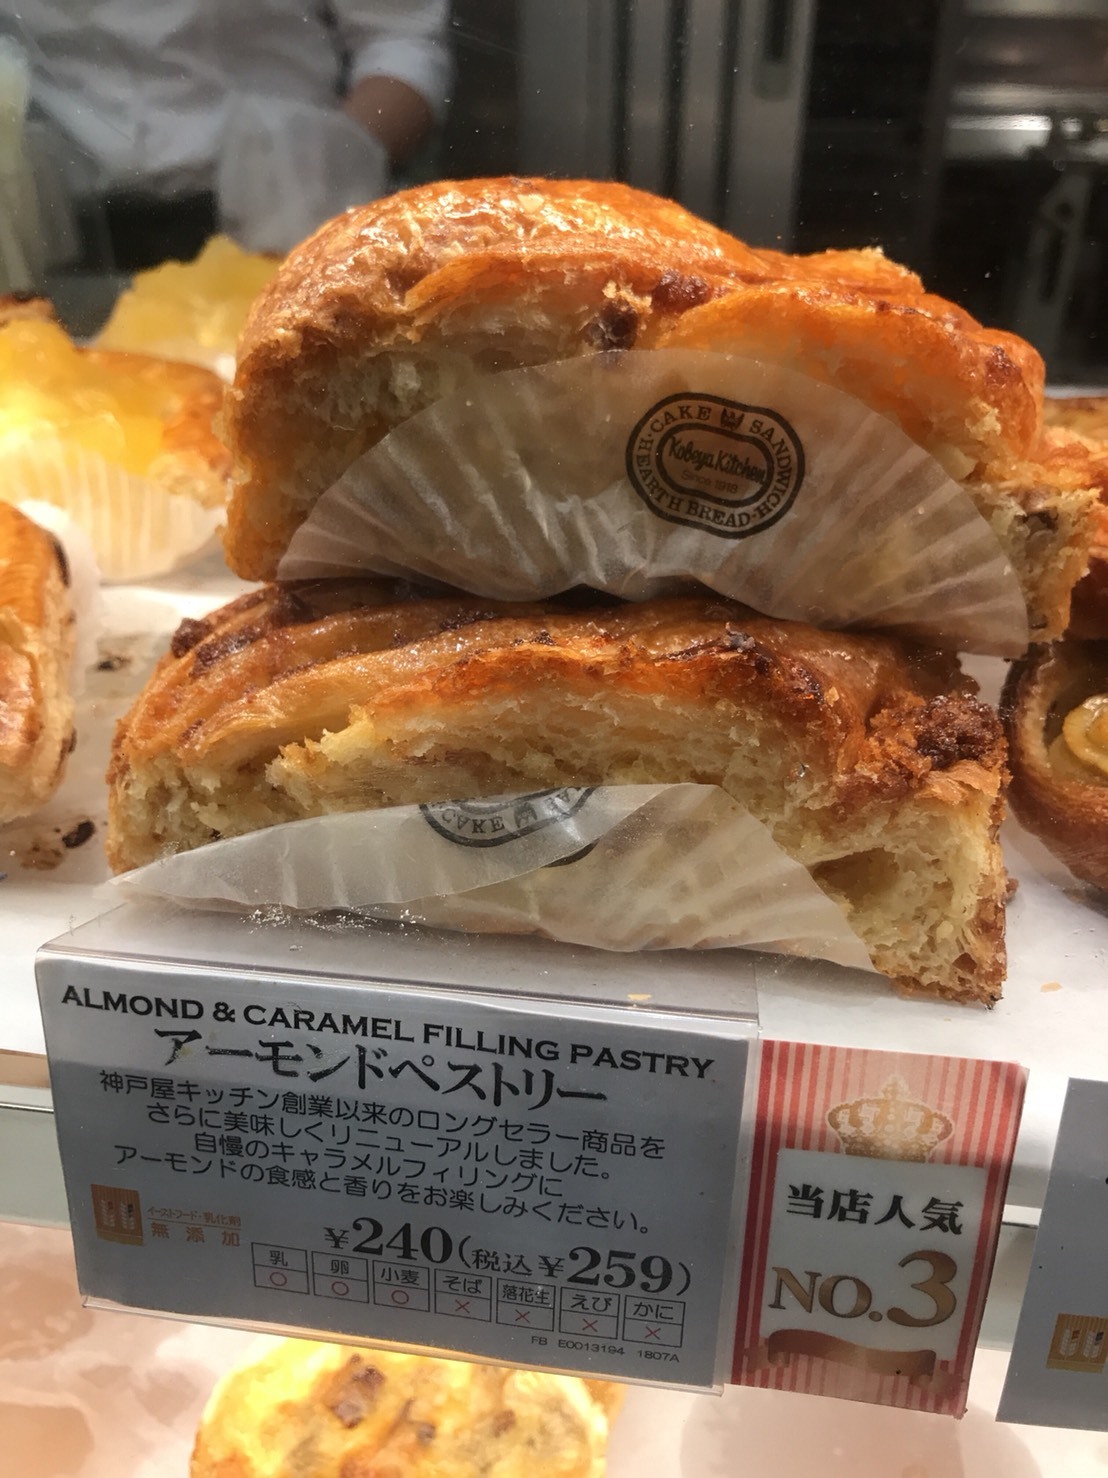 CAKE SANDWICH
HEARTH BREAD
Kobeya Kitchen
Since 1918
CAKE
ALMOND & CARAMEL FILLING PASTRY
アーモンドペストリー
神戸屋キッチン創業以来のロングセラー商品を
さらに美味しくリニューアルしました。
自慢のキャラメルフィリングに
アーモンドの食感と香りをお楽しみください。
イーストフード・乳化剤
無添加
¥240(税込¥259)
乳 卵 小麦 そば 落花生 えび かに
○ ○ ○ × × × ×
FB E0013194 1807A
当店人気
NO.3